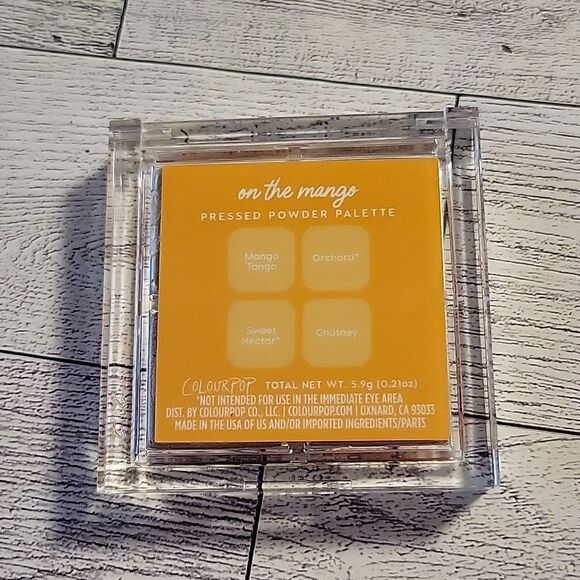 on the mango
PRESSED POWDER PALETTE
Mango
Tango
Orchard*
Sweet
Nectar*
Chutney
COLOURPOP TOTAL NET WT. 5.9g (0.21oz)
*NOT INTENDED FOR USE IN THE IMMEDIATE EYE AREA
DIST. BY COLOURPOP CO., LLC. | COLOURPOP.COM | OXNARD, CA 93033
MADE IN THE USA OF US AND/OR IMPORTED INGREDIENTS/PARTS